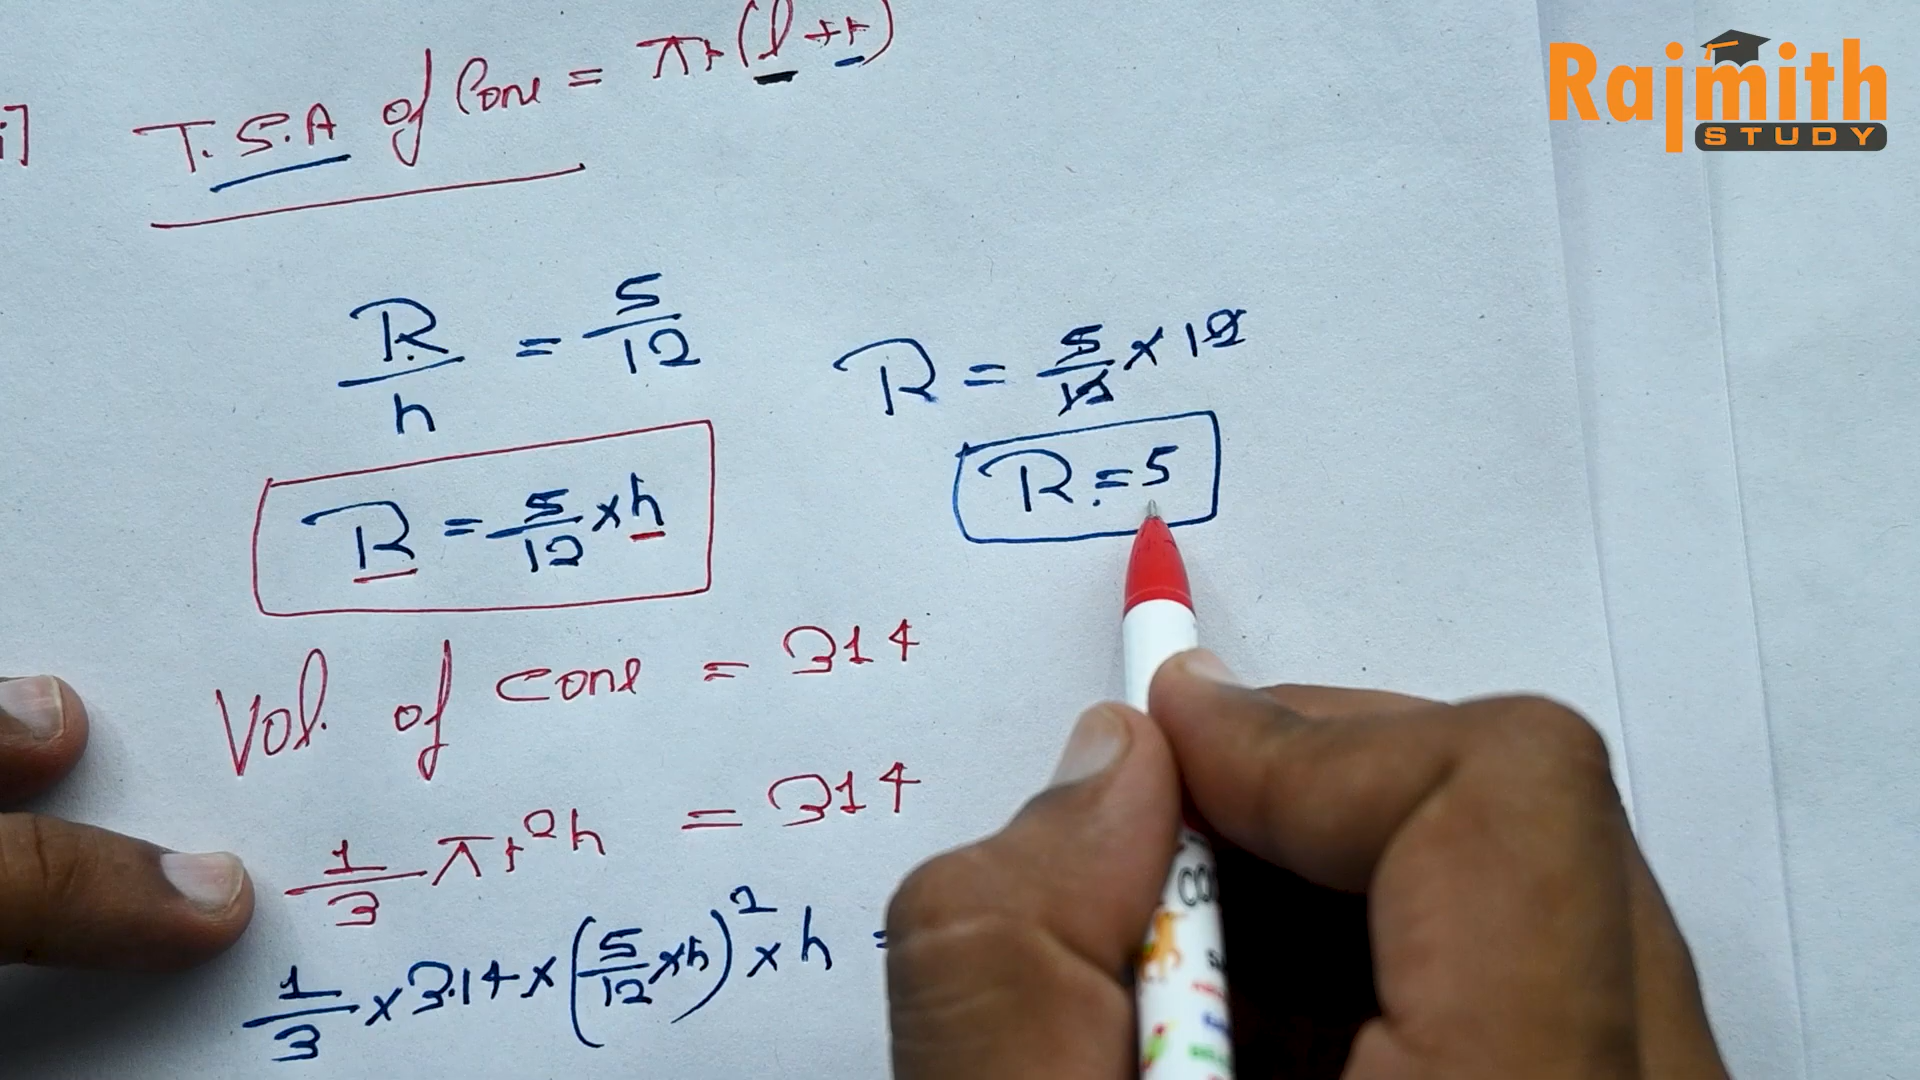 Rajmith
STUDY
i]
T.S.A of Cone = πr(l+r)
R/h = 5/12
R = 5/12 × h
R = 5/12 × 12
R = 5
Vol. of cone = 314
1/3 πr²h = 314
1/3 × 3.14 × (5/12 × h)² × h =